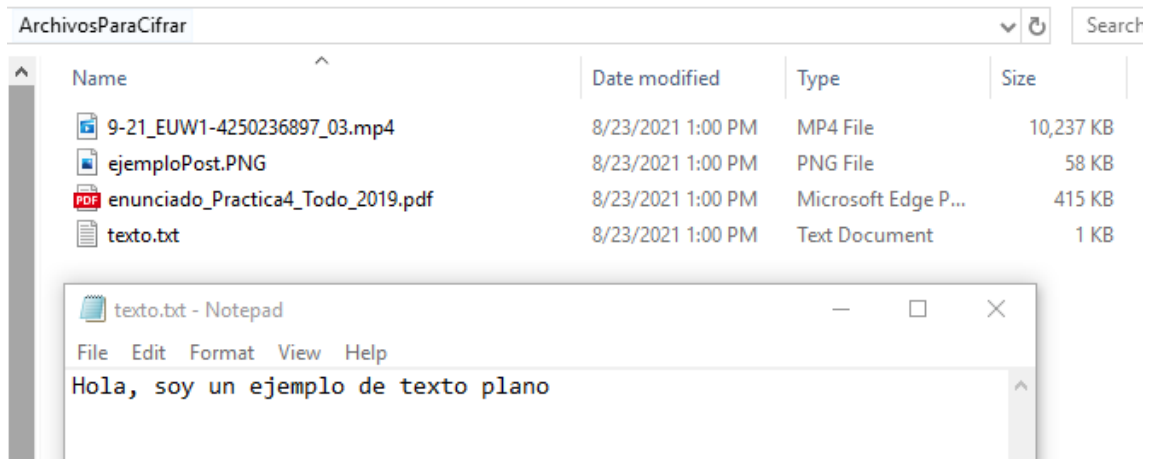 ArchivosParaCifrar Search
Name Date modified Type Size
9-21_EUW1-4250236897_03.mp4 8/23/2021 1:00 PM MP4 File 10,237 KB
ejemploPost.PNG 8/23/2021 1:00 PM PNG File 58 KB
PDF enunciado_Practica4_Todo_2019.pdf 8/23/2021 1:00 PM Microsoft Edge P... 415 KB
texto.txt 8/23/2021 1:00 PM Text Document 1 KB
texto.txt - Notepad
File Edit Format View Help
Hola, soy un ejemplo de texto plano